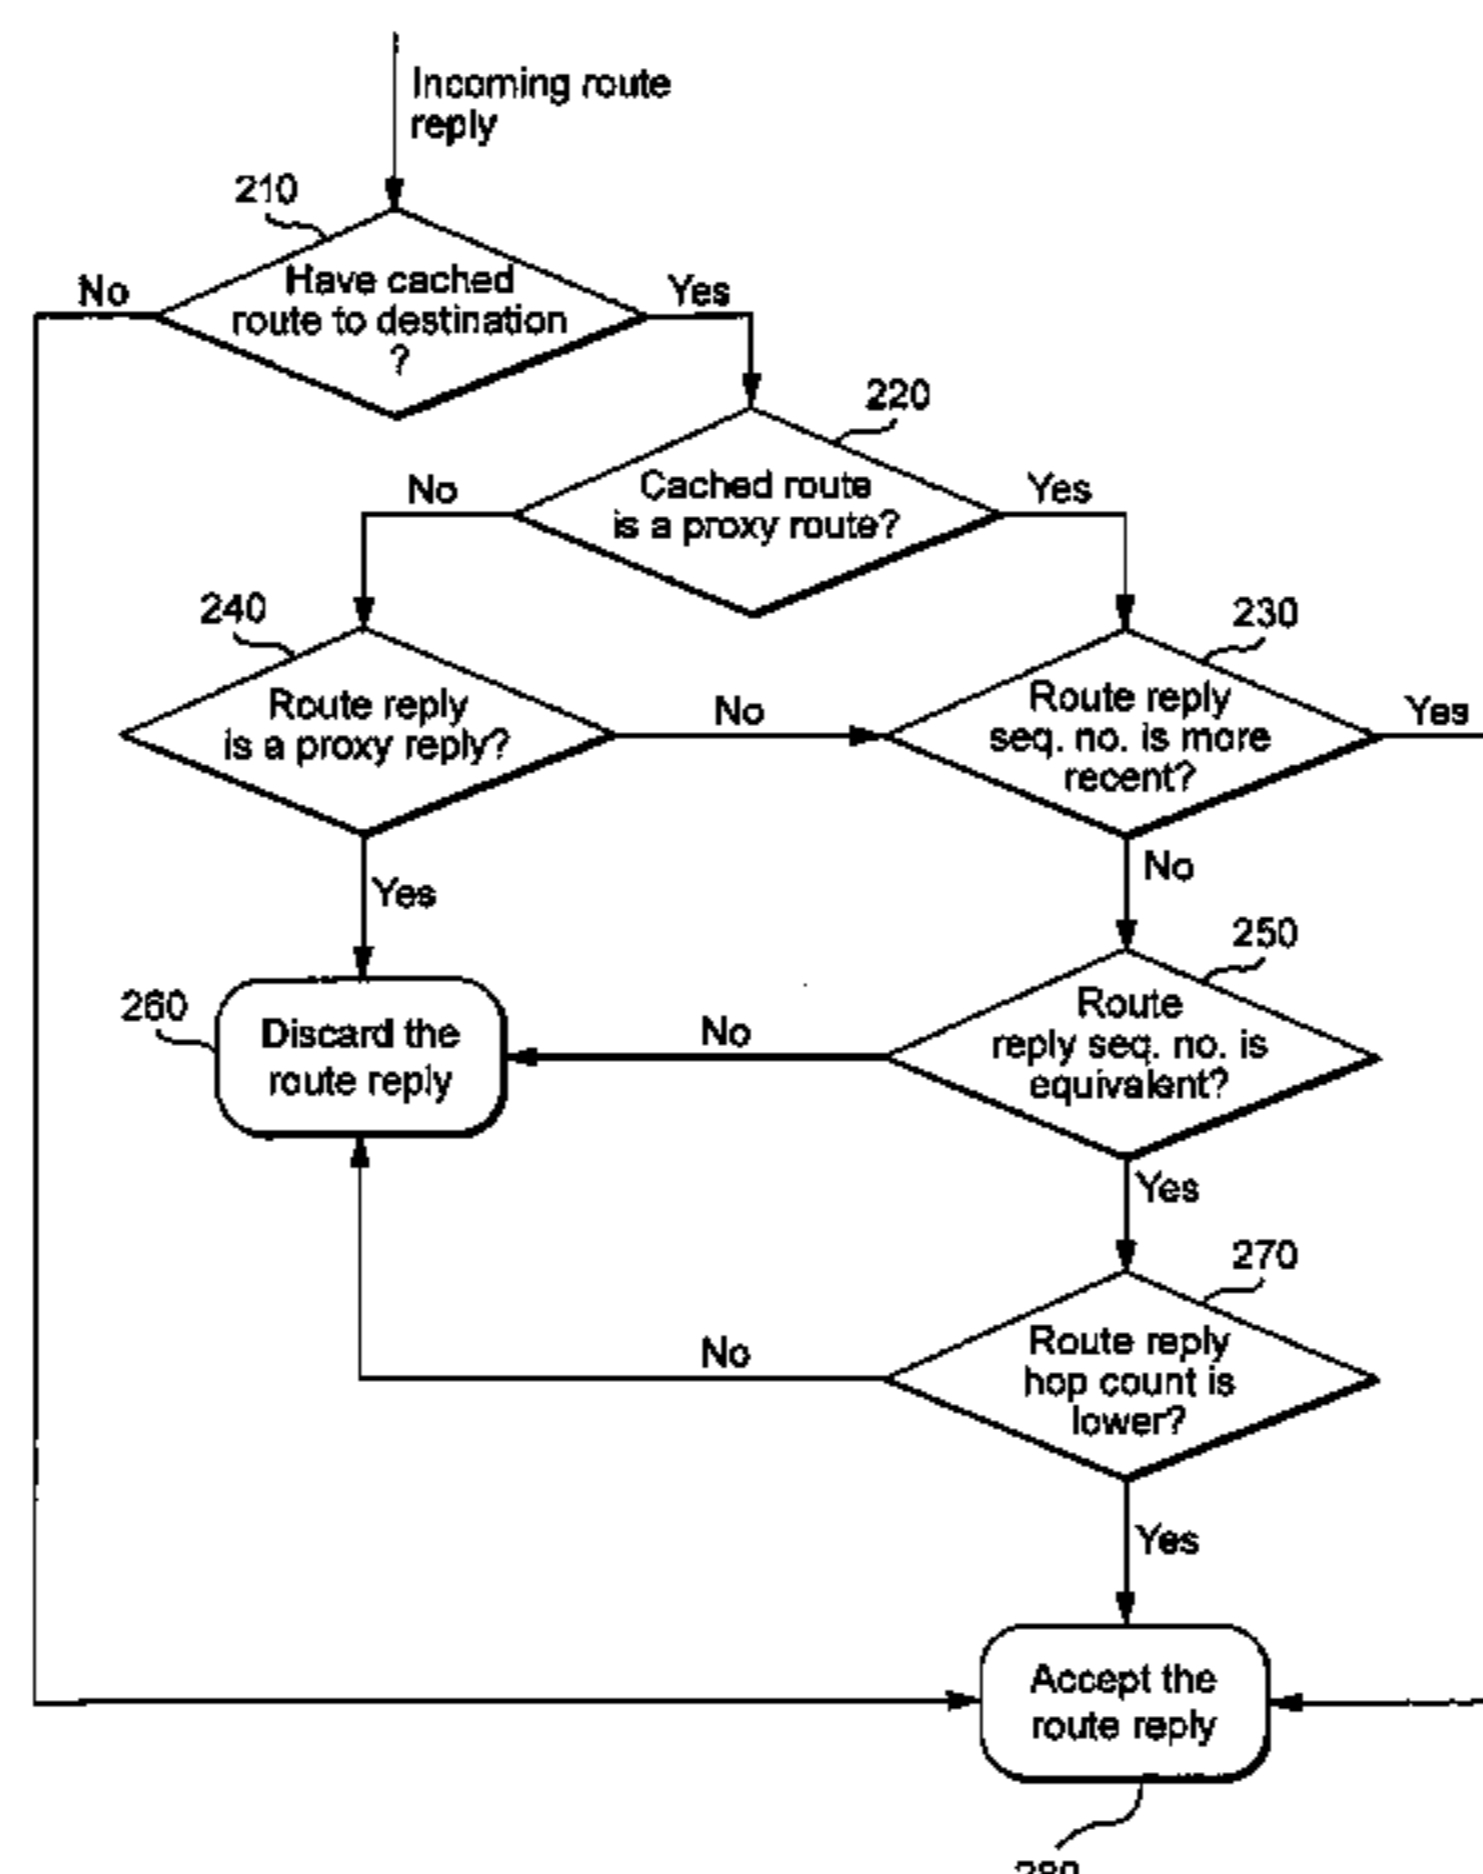 Incoming route
reply
210
Have cached
route to destination
?
No
Yes
220
Cached route
is a proxy route?
No
Yes
240
Route reply
is a proxy reply?
No
230
Route reply
seq. no. is more
recent?
Yes
Yes
No
260
Discard the
route reply
No
250
Route
reply seq. no. is
equivalent?
Yes
270
Route reply
hop count is
lower?
No
Yes
Accept the
route reply
280